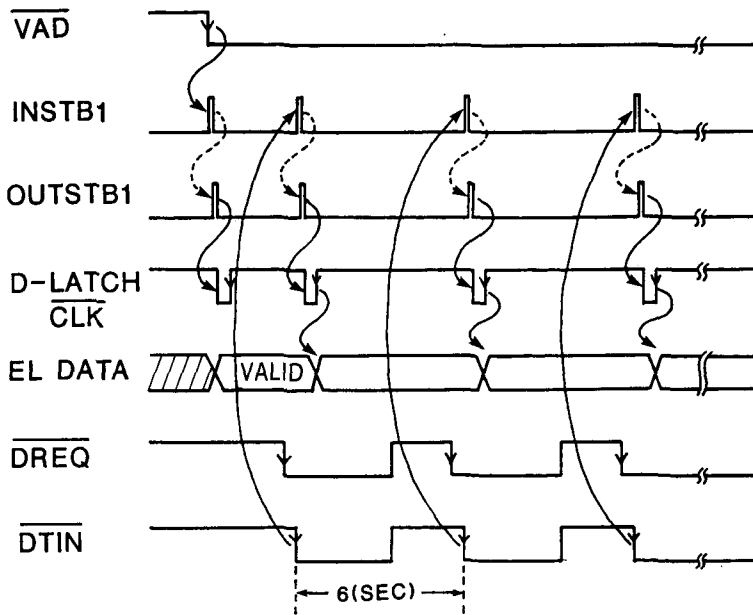 VAD
INSTB1
OUTSTB1
D-LATCH
CLK
EL DATA
VALID
DREQ
DTIN
6(SEC)